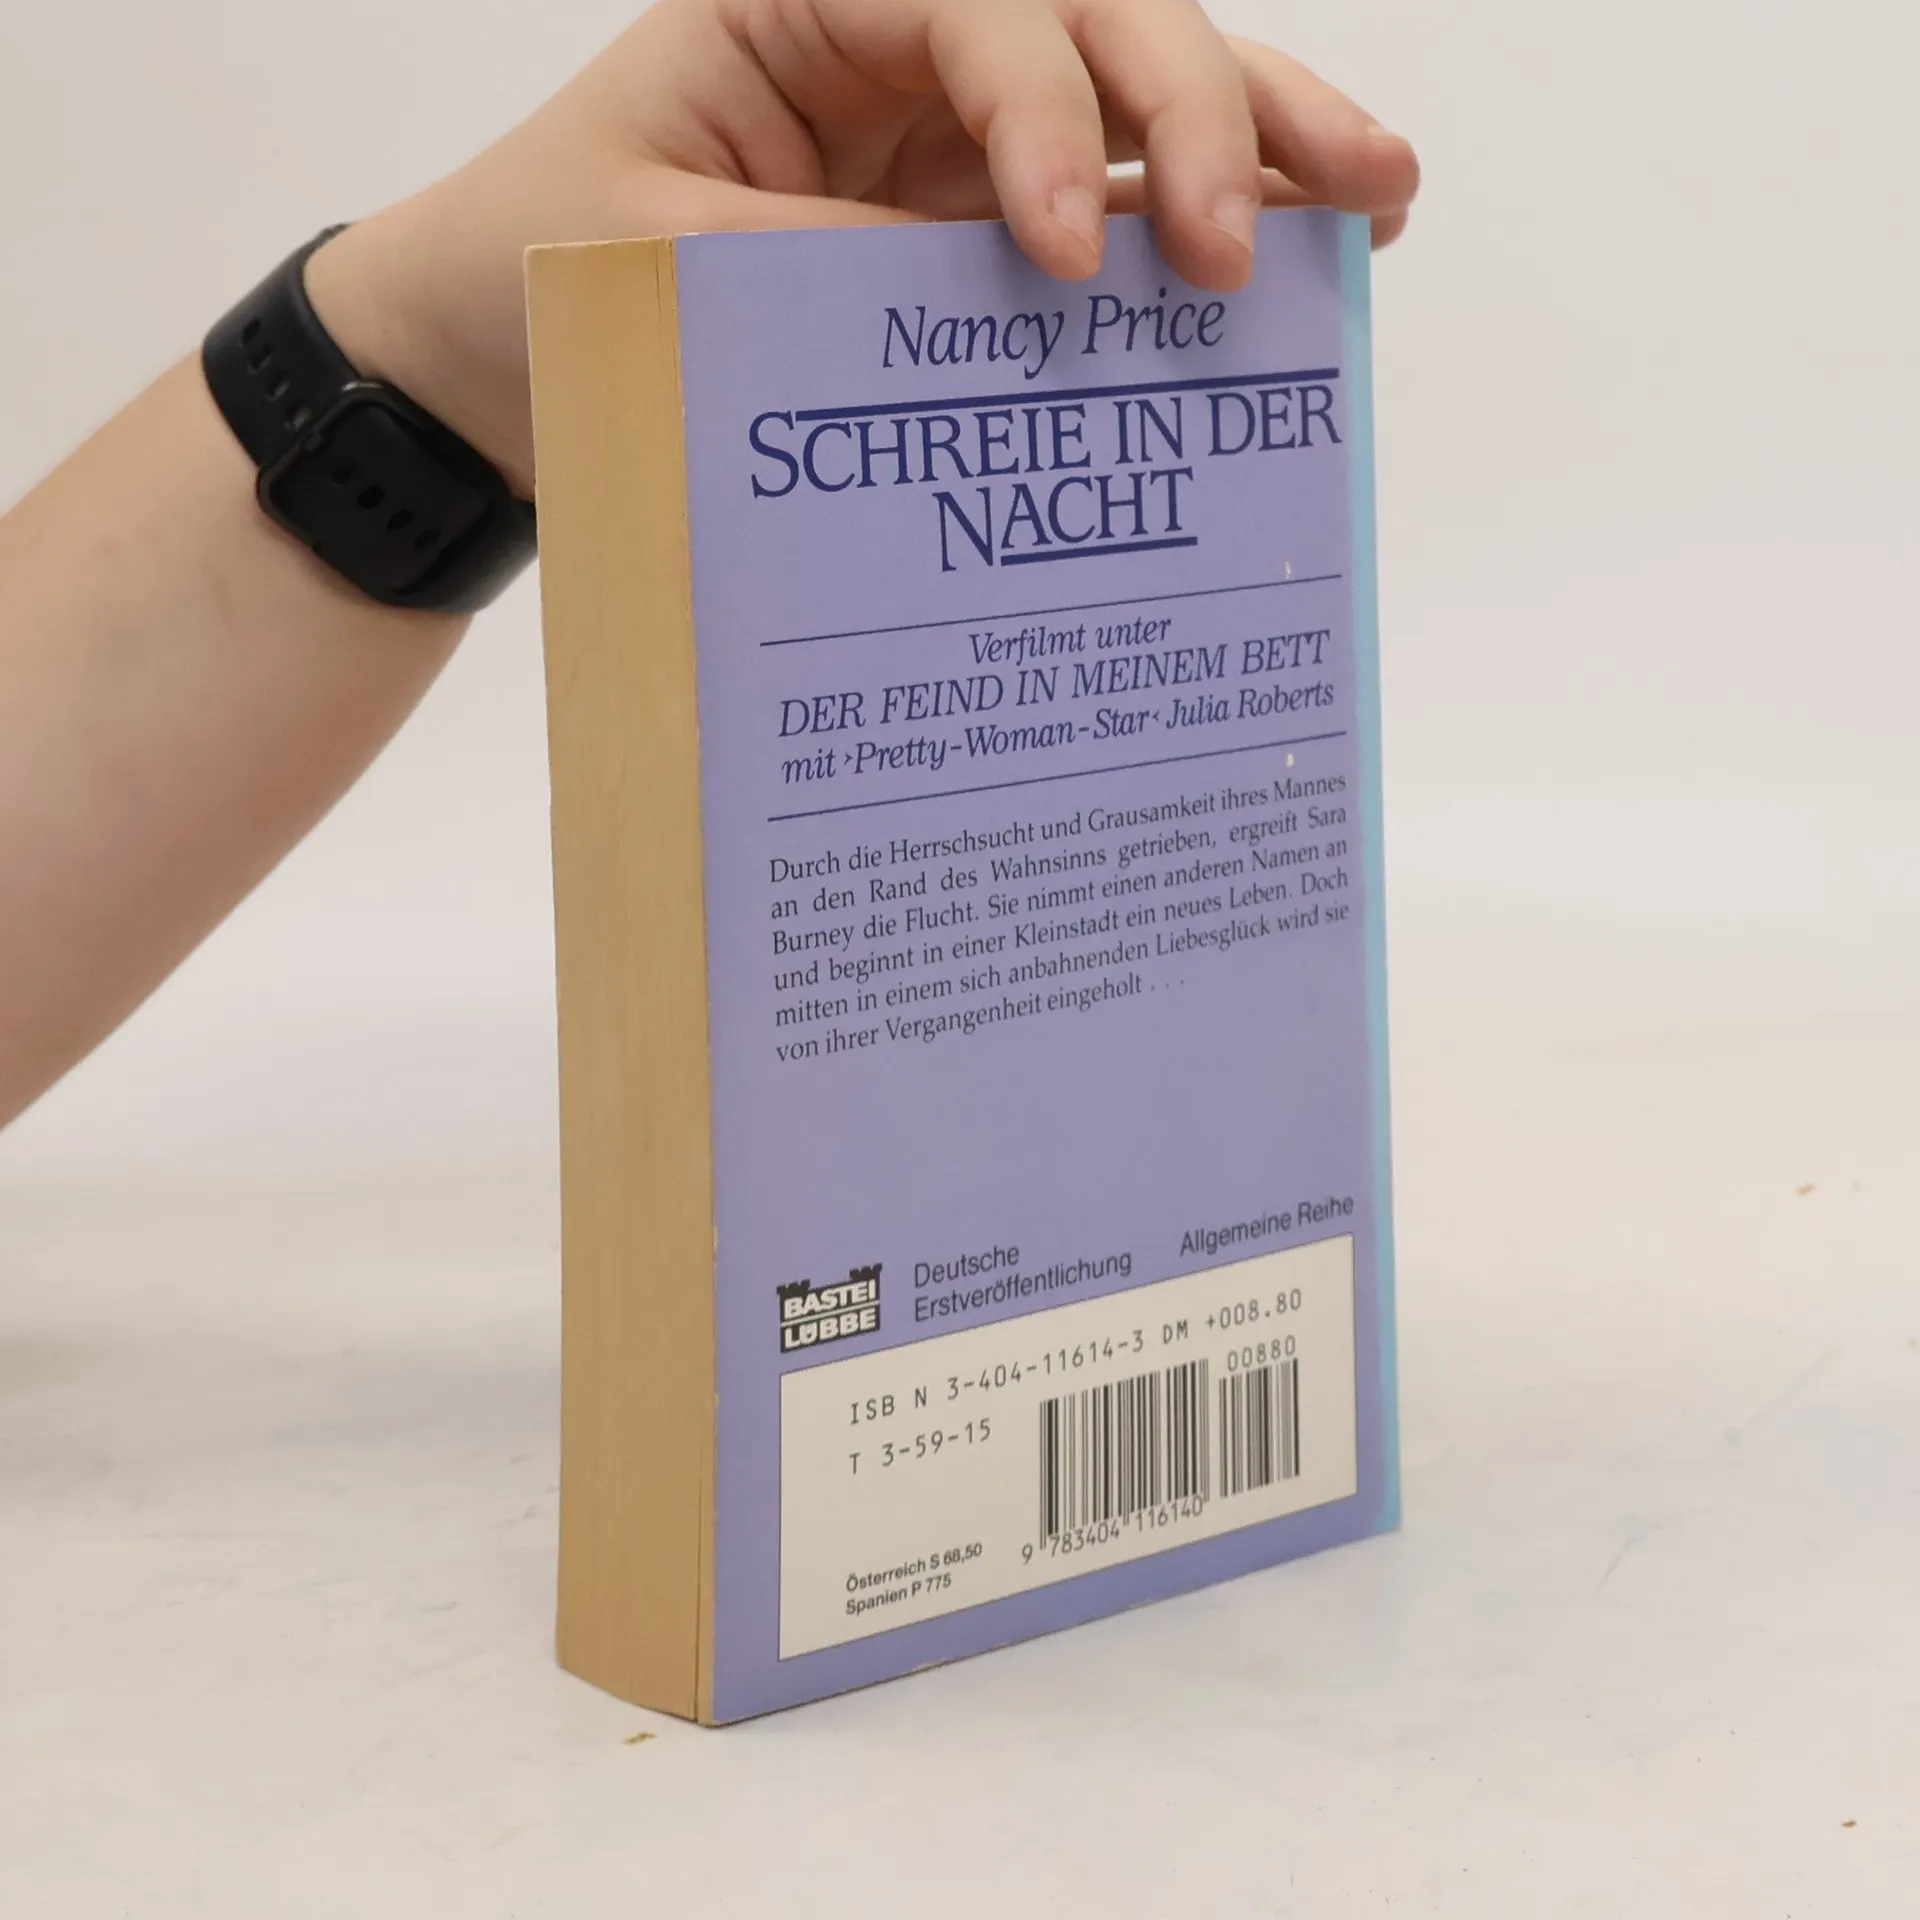 Nancy Price
SCHREIE IN DER
NACHT
Verfilmt unter
DER FEIND IN MEINEM BETT
mit ›Pretty-Woman-Star‹ Julia Roberts
Durch die Herrschsucht und Grausamkeit ihres Mannes
an den Rand des Wahnsinns getrieben, ergreift Sara
Burney die Flucht. Sie nimmt einen anderen Namen an
und beginnt in einer Kleinstadt ein neues Leben. Doch
mitten in einem sich anbahnenden Liebesglück wird sie
von ihrer Vergangenheit eingeholt . . .
BASTEI
LÜBBE
Deutsche
Erstveröffentlichung
Allgemeine Reihe
ISB N 3-404-11614-3 DM +008.80
T 3-59-15
00880
9 783404 116140
Österreich S 68,50
Spanien P 775